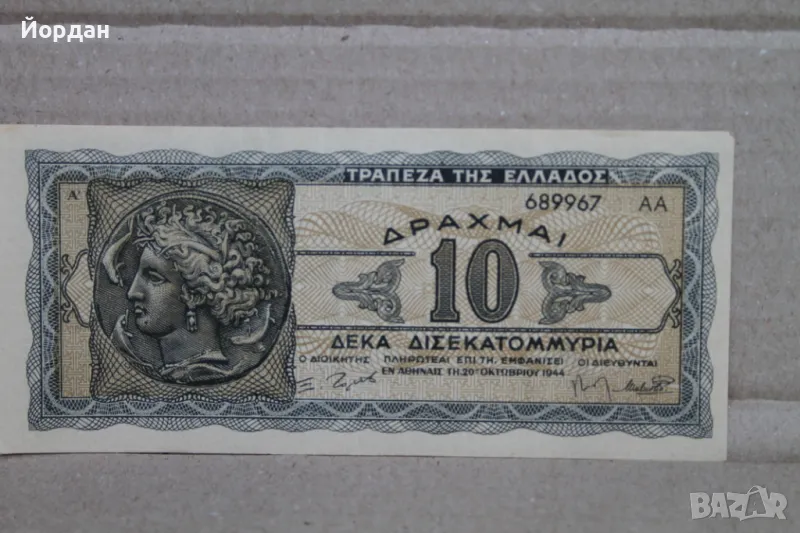 Йордан
ΤΡΑΠΕΖΑ ΤΗΣ ΕΛΛΑΔΟΣ
Α'
689967 ΑΑ
ΔΡΑΧΜΑΙ
10
ΔΕΚΑ ΔΙΣΕΚΑΤΟΜΜΥΡΙΑ
Ο ΔΙΟΙΚΗΤΗΣ ΠΛΗΡΩΤΕΑΙ ΕΠΙ ΤΗ, ΕΜΦΑΝΙΣΕΙ ΟΙ ΔΙΕΥΘΥΝΤΑΙ
ΕΝ ΑΘΗΝΑΙΣ ΤΗ, 20ῌ ΟΚΤΩΒΡΙΟΥ 1944
BAZAR